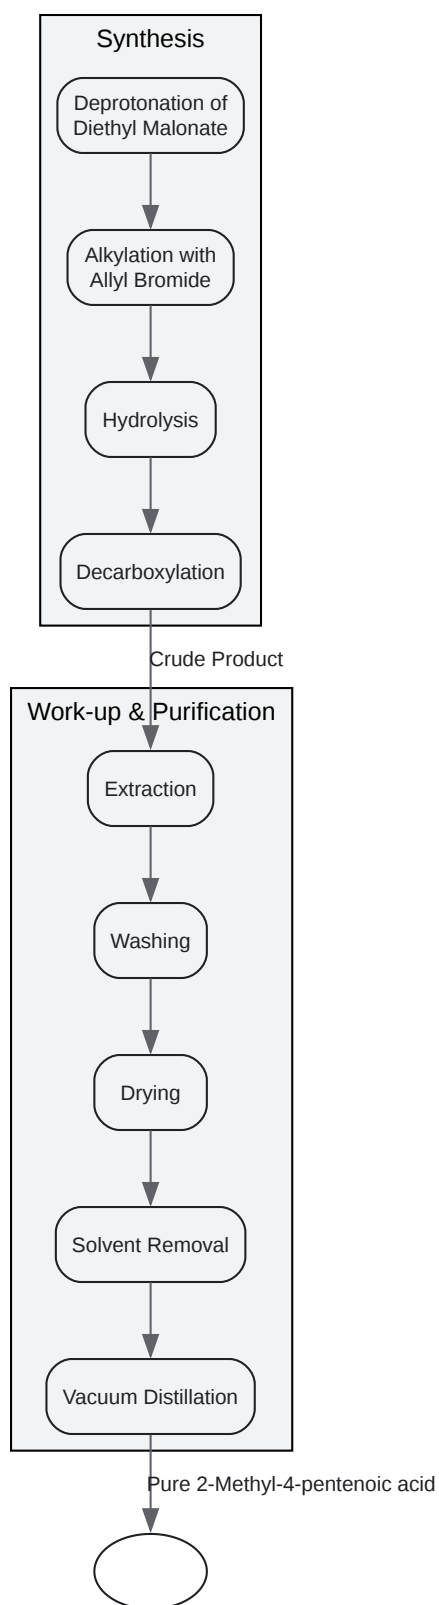 Synthesis
Deprotonation of
Diethyl Malonate
Alkylation with
Allyl Bromide
Hydrolysis
Decarboxylation
Crude Product
Work-up & Purification
Extraction
Washing
Drying
Solvent Removal
Vacuum Distillation
Pure 2-Methyl-4-pentenoic acid